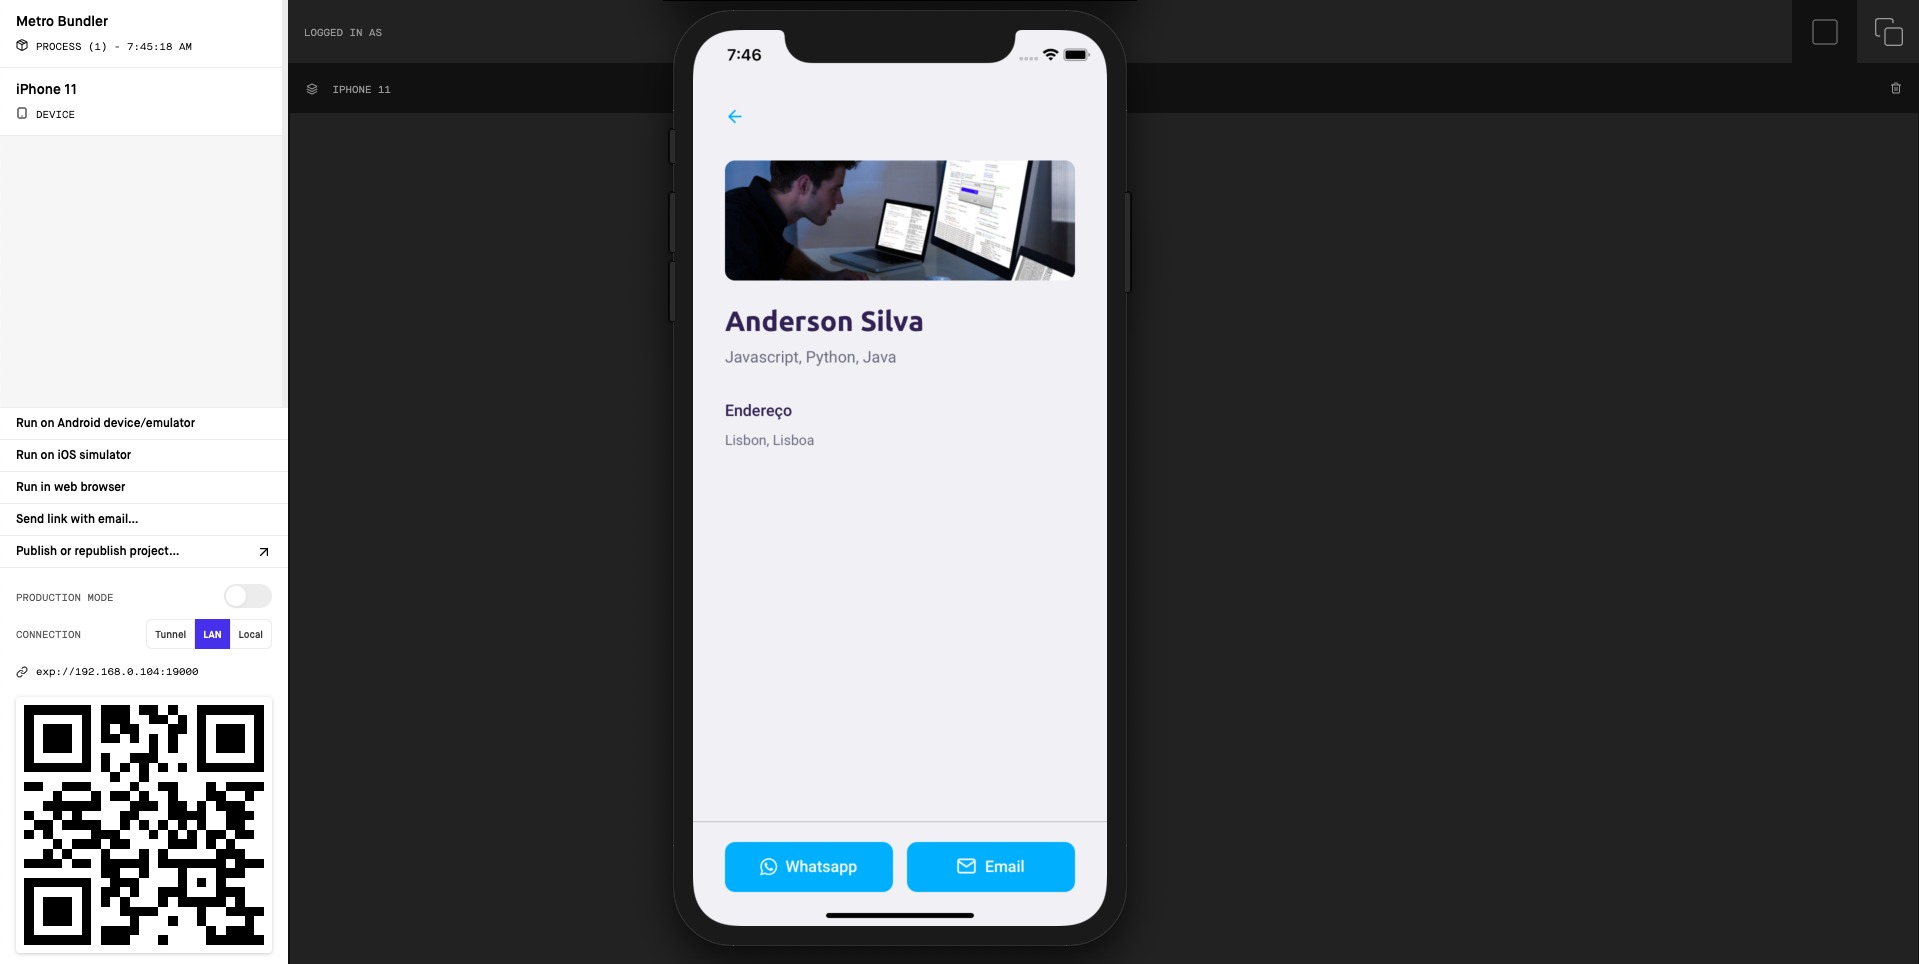 Metro Bundler
PROCESS (1) - 7:45:18 AM
iPhone 11
DEVICE
Run on Android device/emulator
Run on iOS simulator
Run in web browser
Send link with email…
Publish or republish project…
PRODUCTION MODE
CONNECTION
Tunnel
LAN
Local
exp://192.168.0.104:19000
LOGGED IN AS
IPHONE 11
7:46
Anderson Silva
Javascript, Python, Java
Endereço
Lisbon, Lisboa
Whatsapp
Email